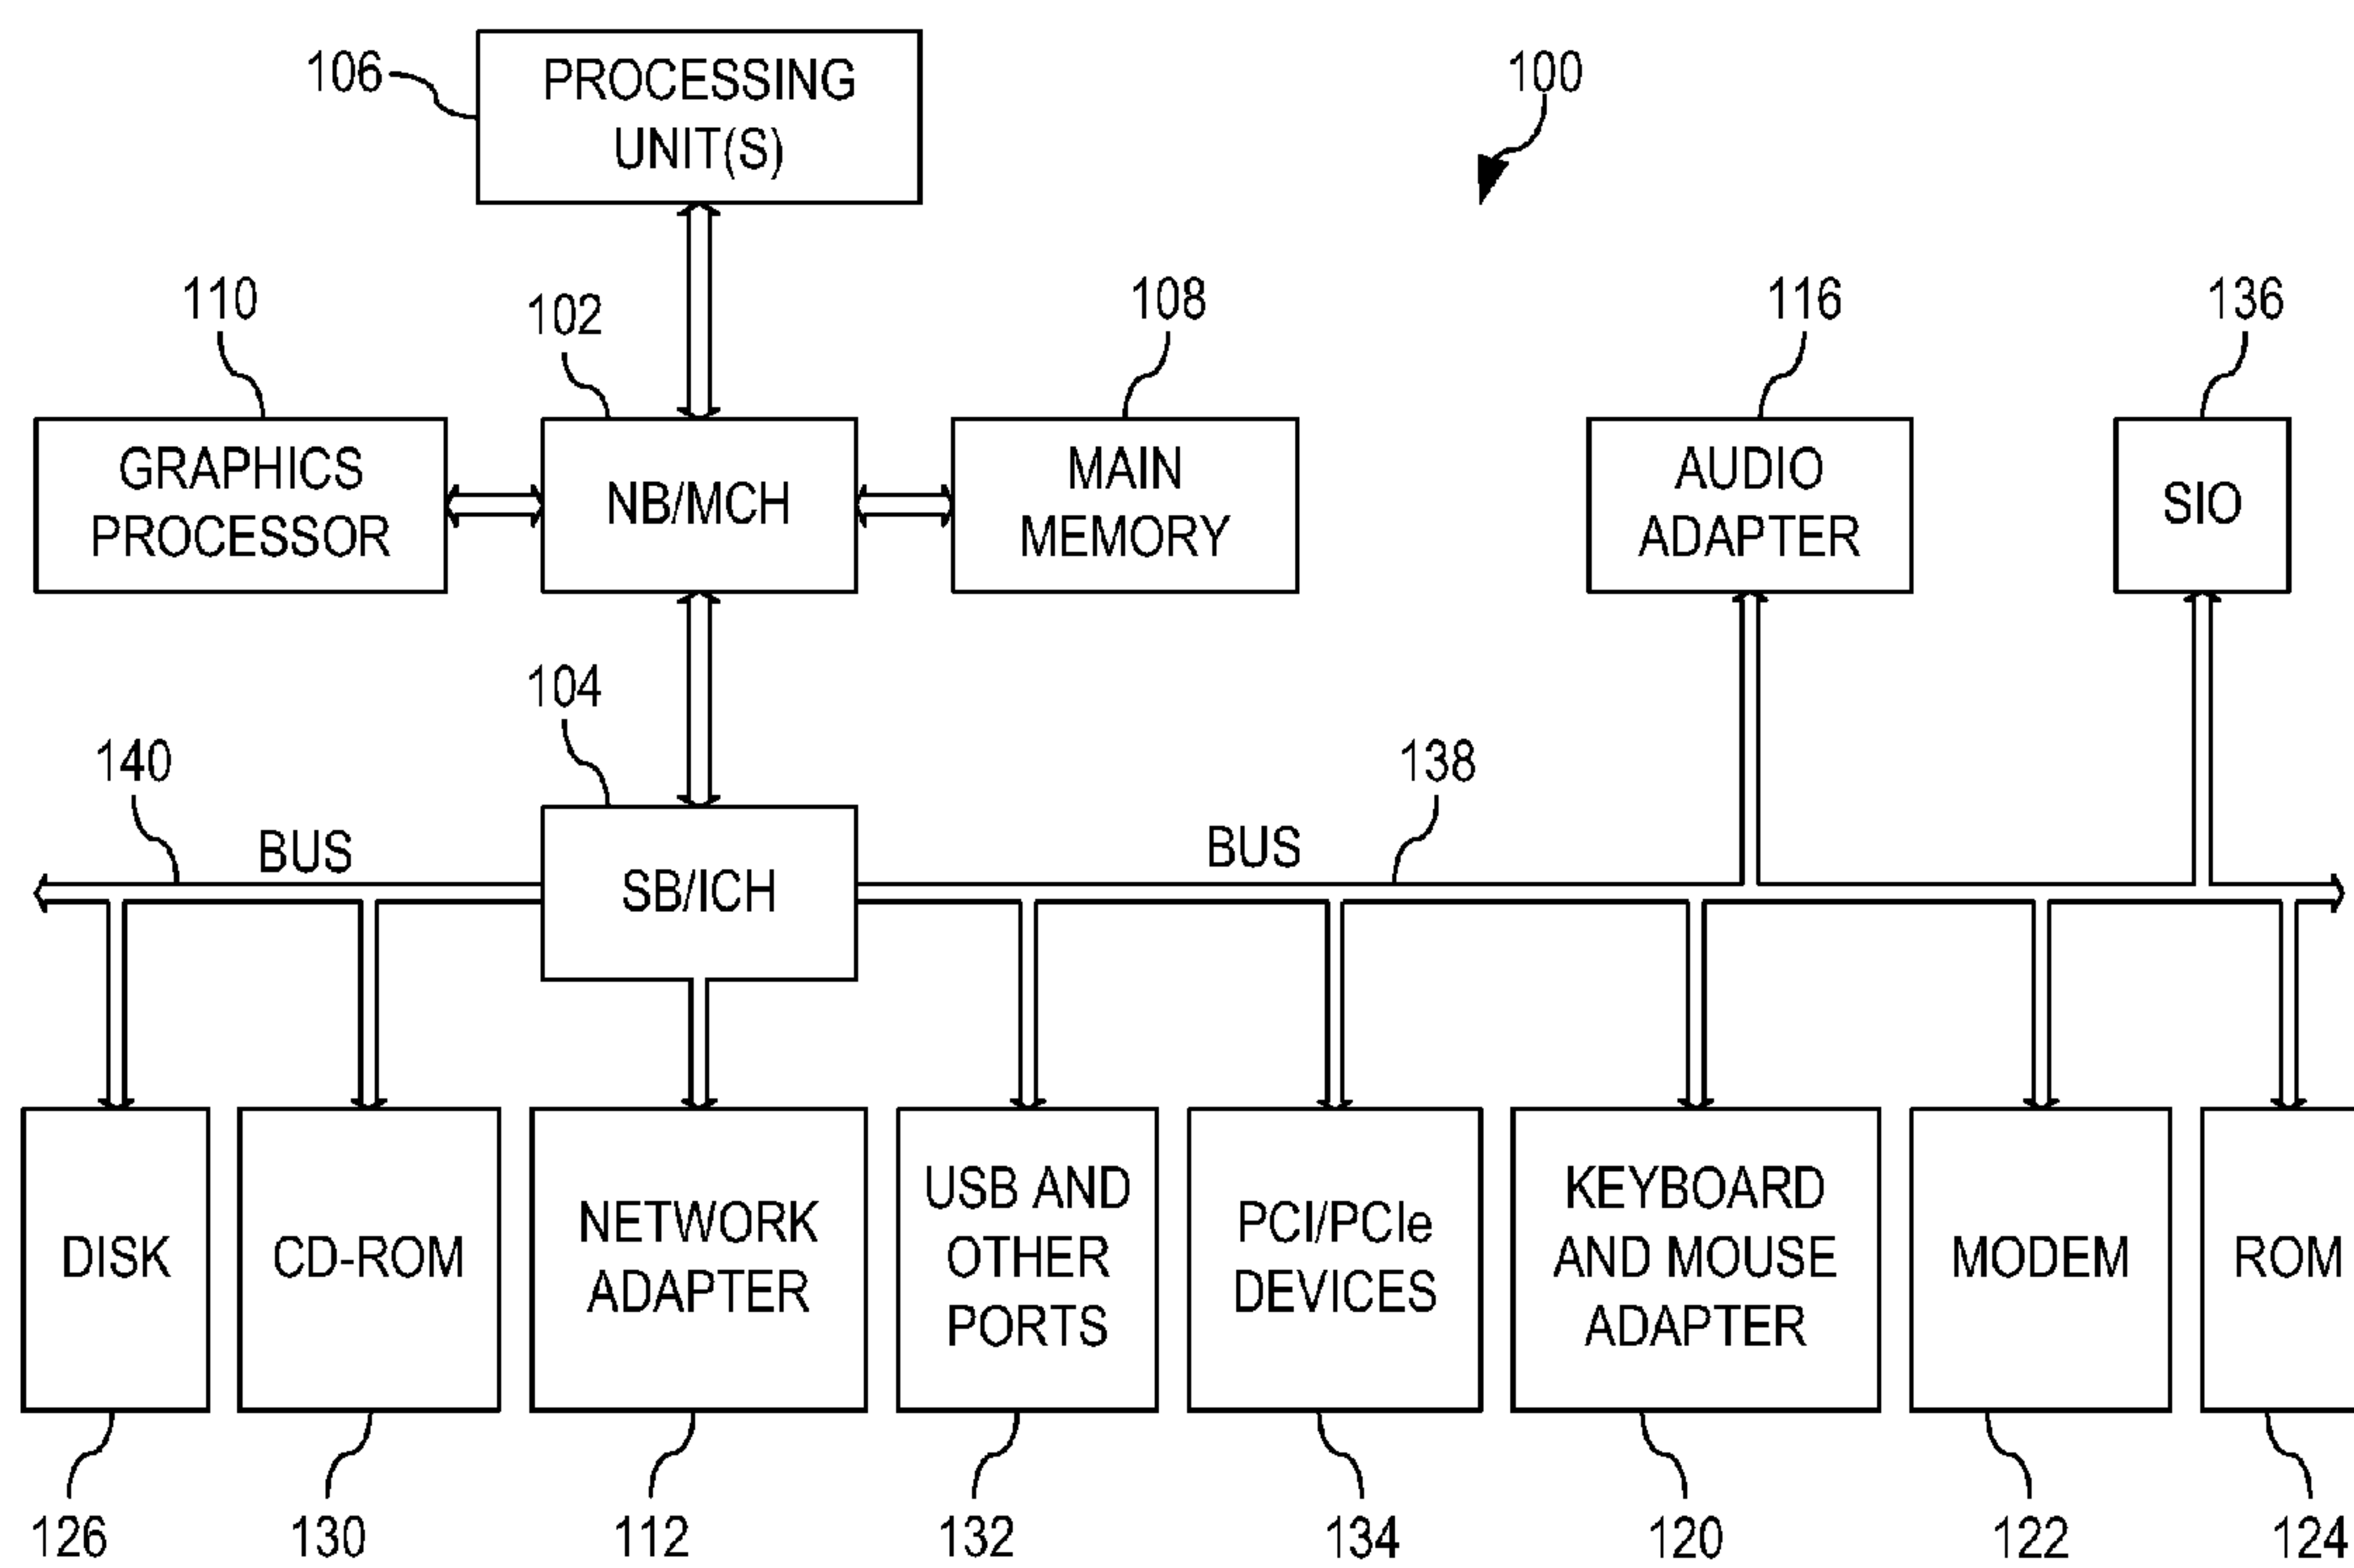 106
PROCESSING
UNIT(S)
100
110
102
108
116
136
GRAPHICS
PROCESSOR
NB/MCH
MAIN
MEMORY
AUDIO
ADAPTER
SIO
104
140
138
BUS
BUS
SB/ICH
DISK
CD-ROM
NETWORK
ADAPTER
USB AND
OTHER
PORTS
PCI/PCIe
DEVICES
KEYBOARD
AND MOUSE
ADAPTER
MODEM
ROM
126
130
112
132
134
120
122
124